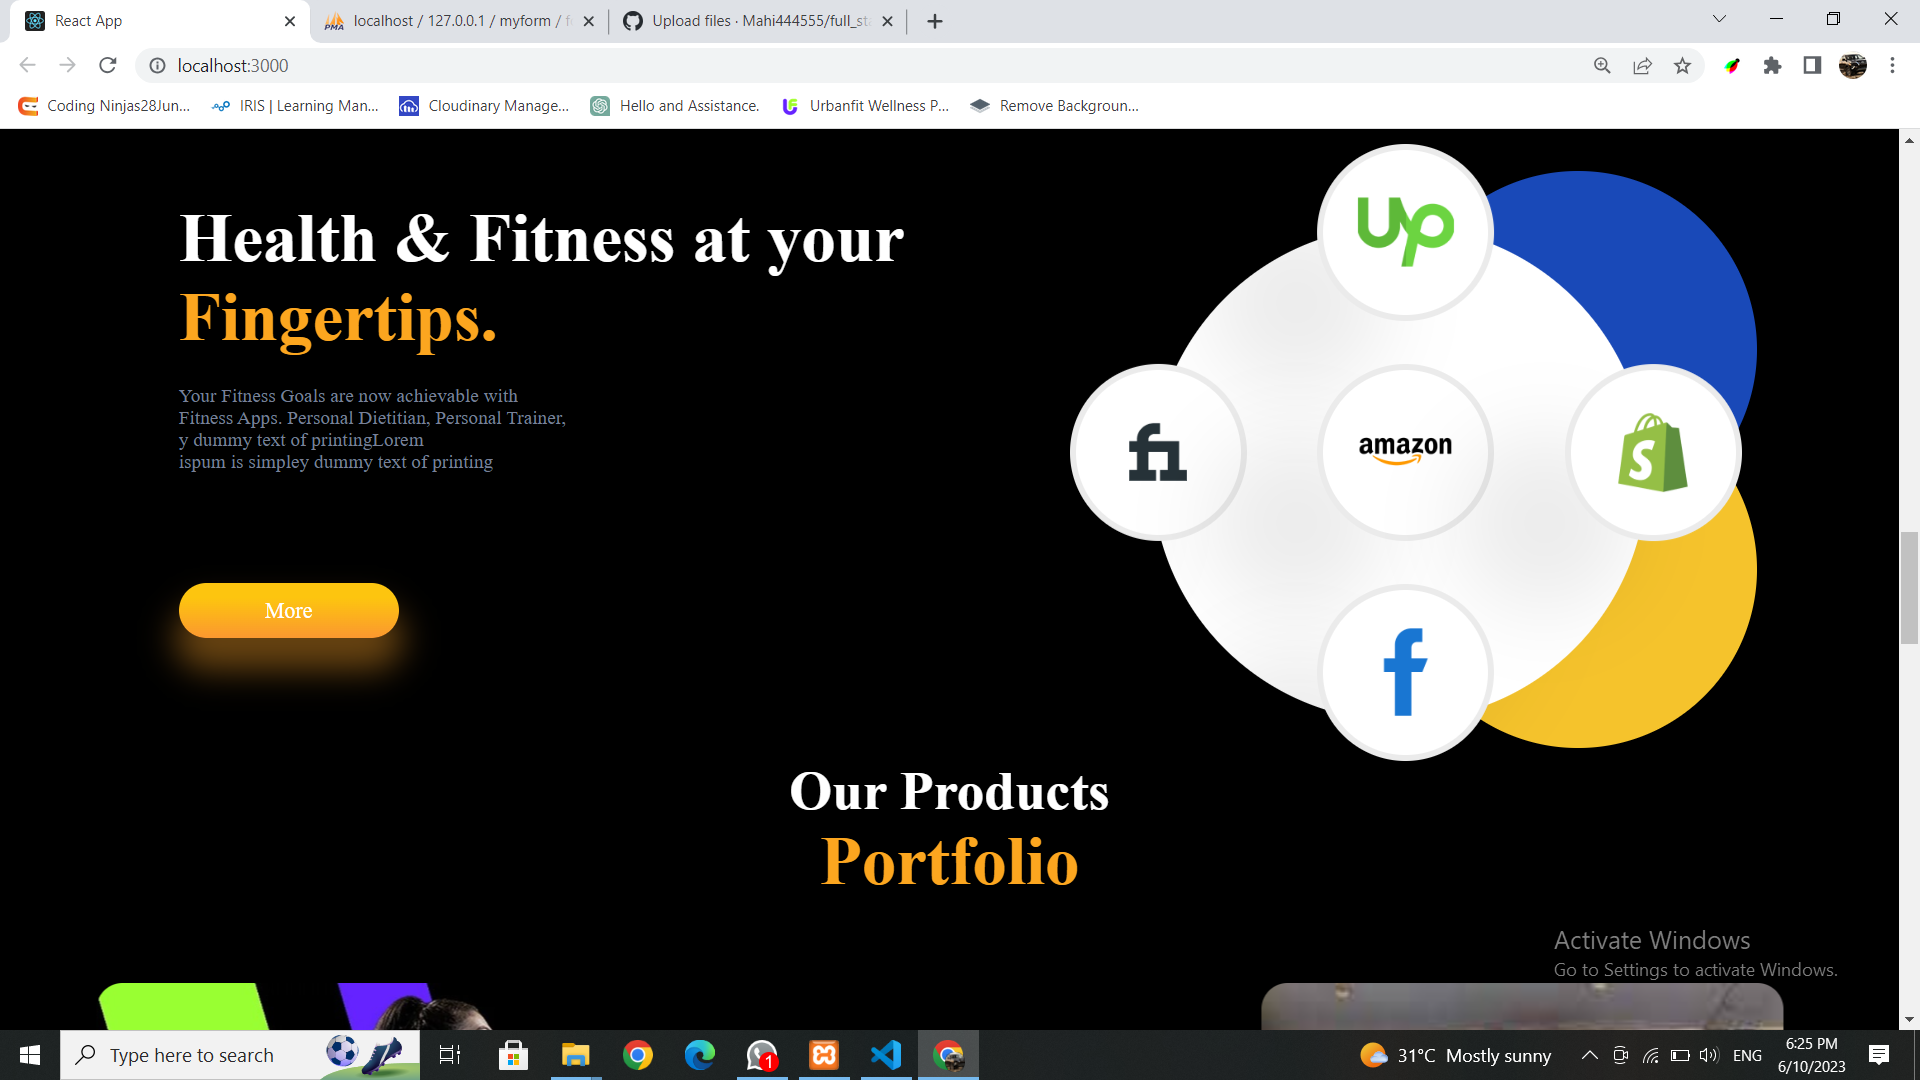 React App
localhost / 127.0.0.1 / myform / f
Upload files · Mahi444555/full_sta
localhost:3000
Coding Ninjas28Jun...
IRIS | Learning Man...
Cloudinary Manage...
Hello and Assistance.
Urbanfit Wellness P...
Remove Backgroun...
Health & Fitness at your
Fingertips.
Your Fitness Goals are now achievable with
Fitness Apps. Personal Dietitian, Personal Trainer,
y dummy text of printingLorem
ispum is simpley dummy text of printing
More
Up
fi
amazon
S
f
Our Products
Portfolio
Activate Windows
Go to Settings to activate Windows.
Type here to search
1
31°C Mostly sunny
ENG
6:25 PM
6/10/2023